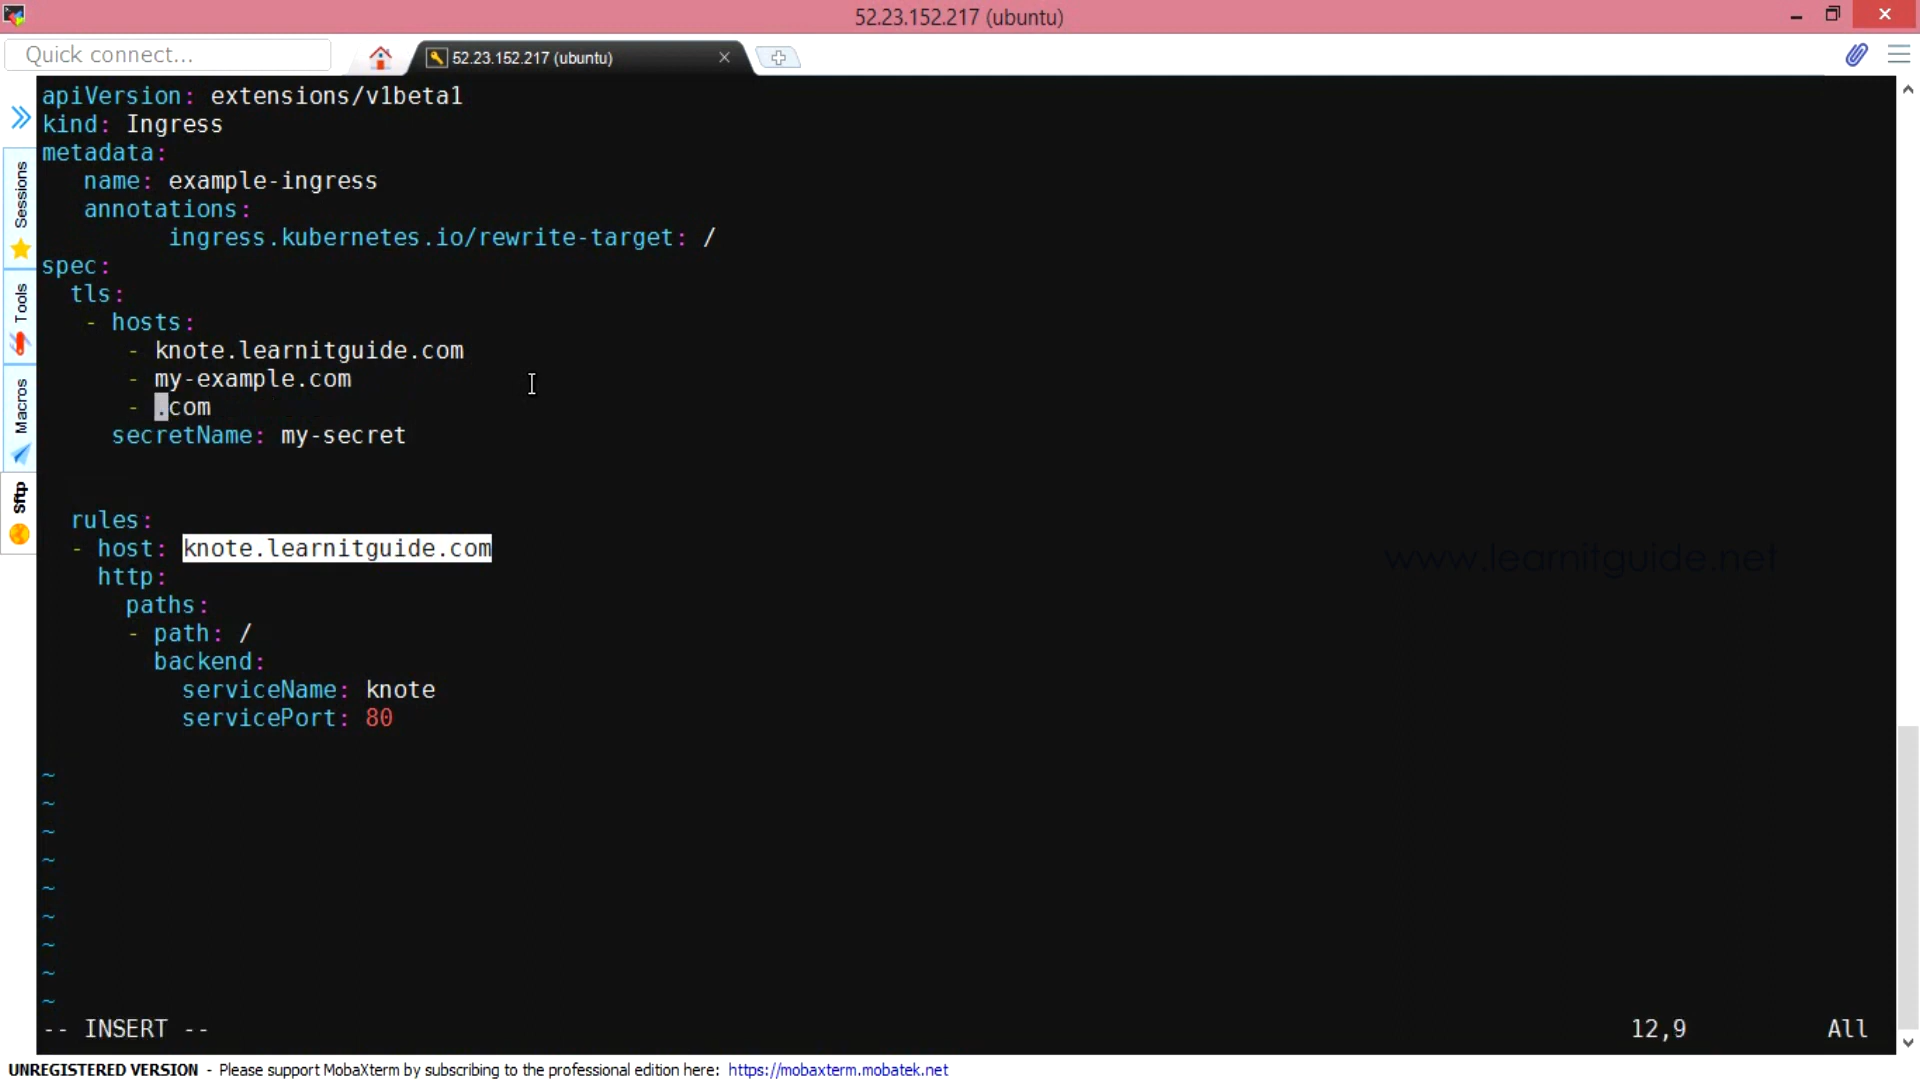 52.23.152.217 (ubuntu)
Quick connect...
52.23.152.217 (ubuntu)
Sessions
Tools
Macros
Sftp
apiVersion: extensions/v1beta1
kind: Ingress
metadata:
   name: example-ingress
   annotations:
         ingress.kubernetes.io/rewrite-target: /
spec:
  tls:
   - hosts:
      - knote.learnitguide.com
      - my-example.com
      - .com
     secretName: my-secret
  rules:
  - host: knote.learnitguide.com
    http:
      paths:
      - path: /
        backend:
          serviceName: knote
          servicePort: 80
~
~
~
~
~
~
~
~
~
-- INSERT --
12,9
All
www.learnitguide.net
UNREGISTERED VERSION - Please support MobaXterm by subscribing to the professional edition here: https://mobaxterm.mobatek.net